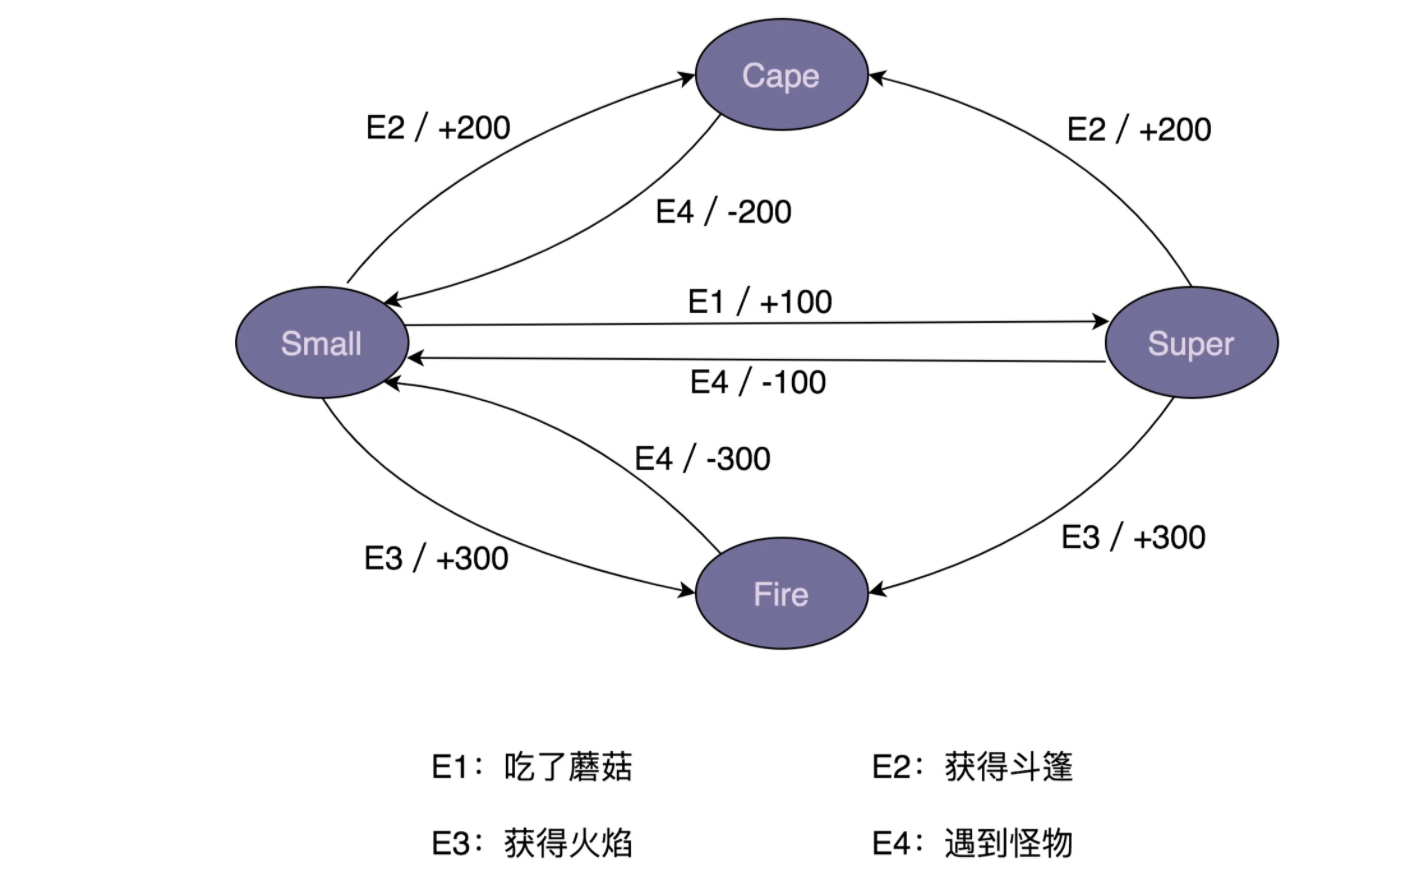 Cape
E2 / +200
E2 / +200
E4 / -200
E1 / +100
Small
Super
E4 / -100
E4 / -300
E3 / +300
E3 / +300
Fire
E1：吃了蘑菇
E2：获得斗篷
E3：获得火焰
E4：遇到怪物